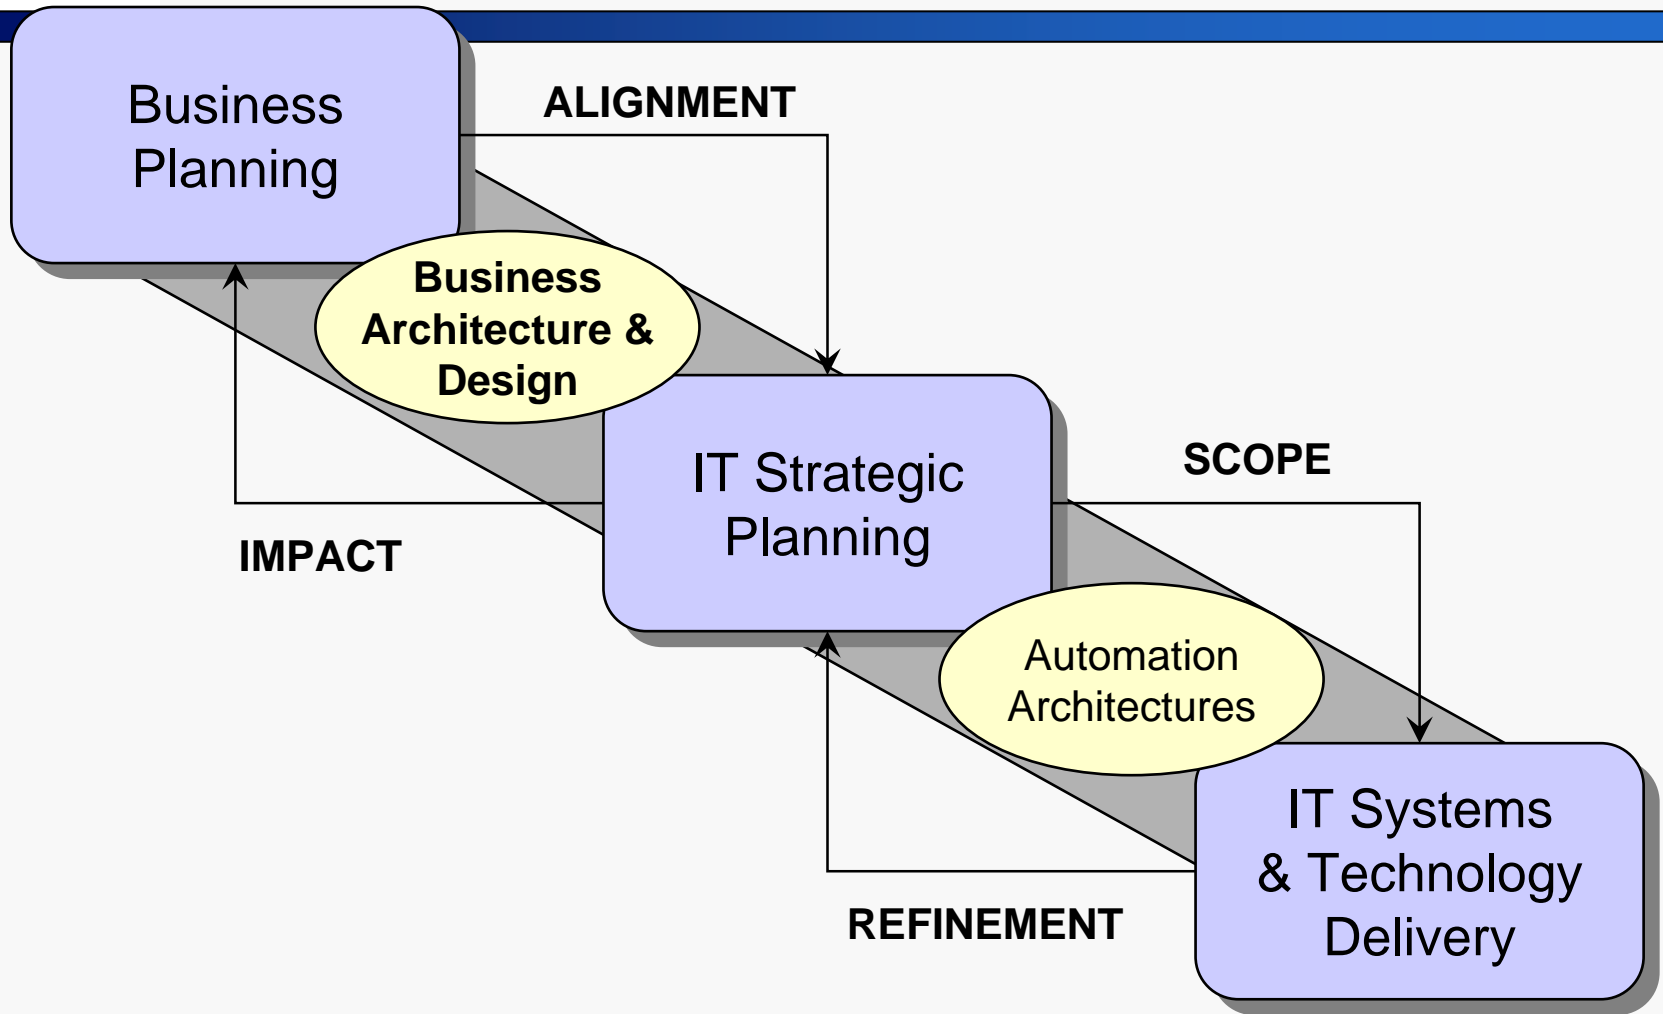 Business
Planning
ALIGNMENT
Business
Architecture &
Design
IT Strategic
Planning
SCOPE
IMPACT
Automation
Architectures
IT Systems
& Technology
Delivery
REFINEMENT